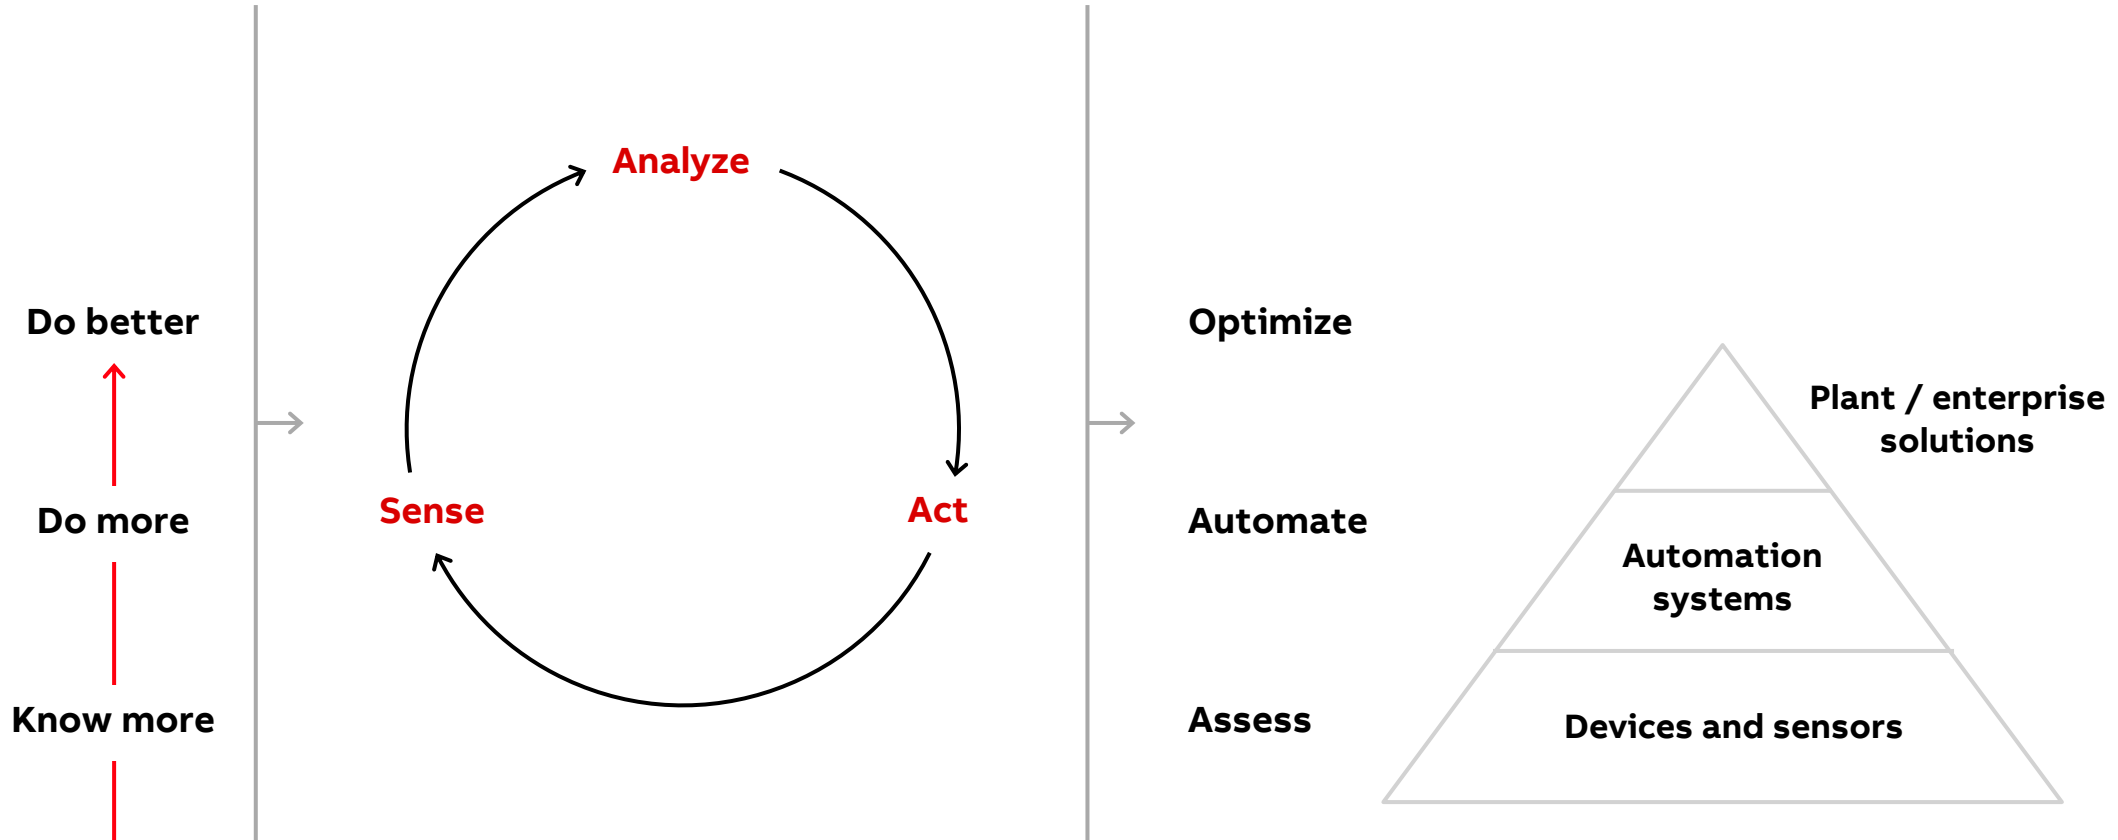 Do better
Do more
Know more
Analyze
Sense
Act
Optimize
Automate
Assess
Plant / enterprise
solutions
Automation
systems
Devices and sensors